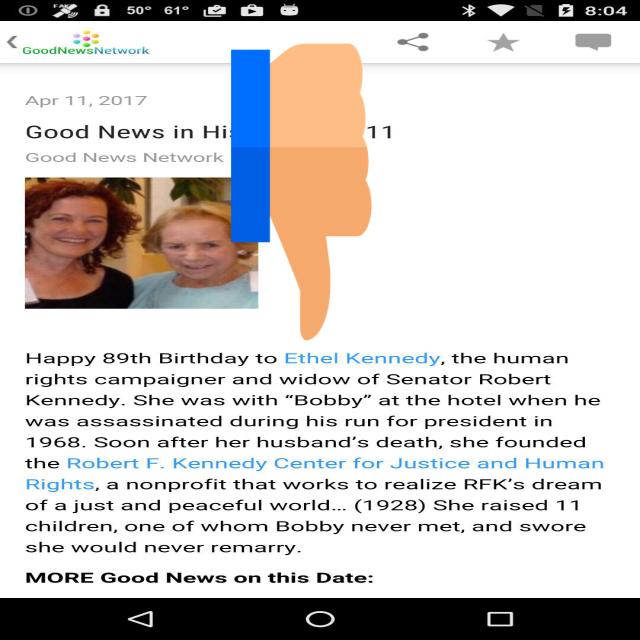 50° 61° 8:04
GoodNewsNetwork
Apr 11, 2017
Good News in His 11
Good News Network
Happy 89th Birthday to Ethel Kennedy, the human
rights campaigner and widow of Senator Robert
Kennedy. She was with “Bobby” at the hotel when he
was assassinated during his run for president in
1968. Soon after her husband’s death, she founded
the Robert F. Kennedy Center for Justice and Human
Rights, a nonprofit that works to realize RFK’s dream
of a just and peaceful world... (1928) She raised 11
children, one of whom Bobby never met, and swore
she would never remarry.
MORE Good News on this Date: